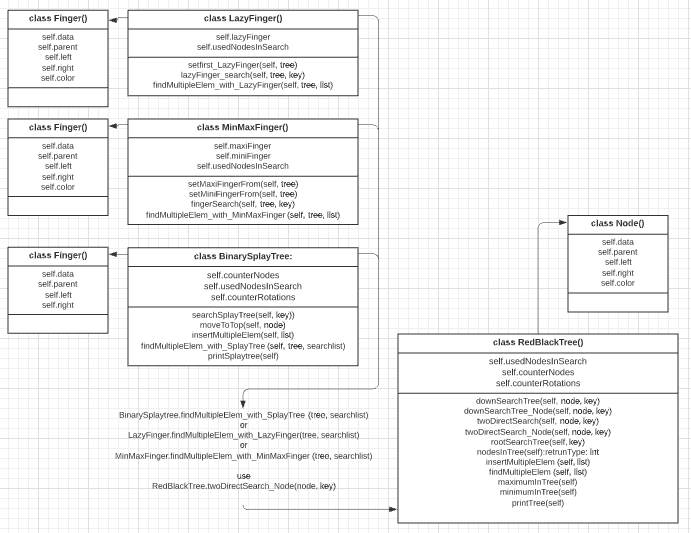 class Finger()
self.data
self.parent
self.left
self.right
self.color
class LazyFinger()
self.lazyFinger
self.usedNodesInSearch
setfirst_LazyFinger(self, tree)
lazyFinger_search(self, tree, key)
findMultipleElem_with_LazyFinger(self, tree, list)
class Finger()
self.data
self.parent
self.left
self.right
self.color
class MinMaxFinger()
self.maxiFinger
self.miniFinger
self.usedNodesInSearch
setMaxiFingerFrom(self, tree)
setMiniFingerFrom(self, tree)
fingerSearch(self, tree, key)
findMultipleElem_with_MinMaxFinger (self, tree, list)
class Finger()
self.data
self.parent
self.left
self.right
class BinarySplayTree:
self.counterNodes
self.usedNodesInSearch
self.counterRotations
searchSplayTree(self, key))
moveToTop(self, node)
insertMultipleElem(self, list)
findMultipleElem_with_SplayTree (self, tree, searchlist)
printSplaytree(self)
class Node()
self.data
self.parent
self.left
self.right
self.color
class RedBlackTree()
self.usedNodesInSearch
self.counterNodes
self.counterRotations
downSearchTree(self, node, key)
downSearchTree_Node(self, node, key)
twoDirectSearch(self, node, key)
twoDirectSearch_Node(self, node, key)
rootSearchTree(self, key)
nodesInTree(self):retrunType: int
insertMultipleElem (self, list)
findMultipleElem (self, list)
maximumInTree(self)
minimumInTree(self)
printTree(self)
BinarySplaytree.findMultipleElem_with_SplayTree (tree, searchlist)
or
LazyFinger.findMultipleElem_with_LazyFinger(tree, searchlist)
or
MinMaxFinger.findMultipleElem_with_MinMaxFinger (treo, searchlist)
use
RedBlackTree.twoDirectSearch_Node(node, key)